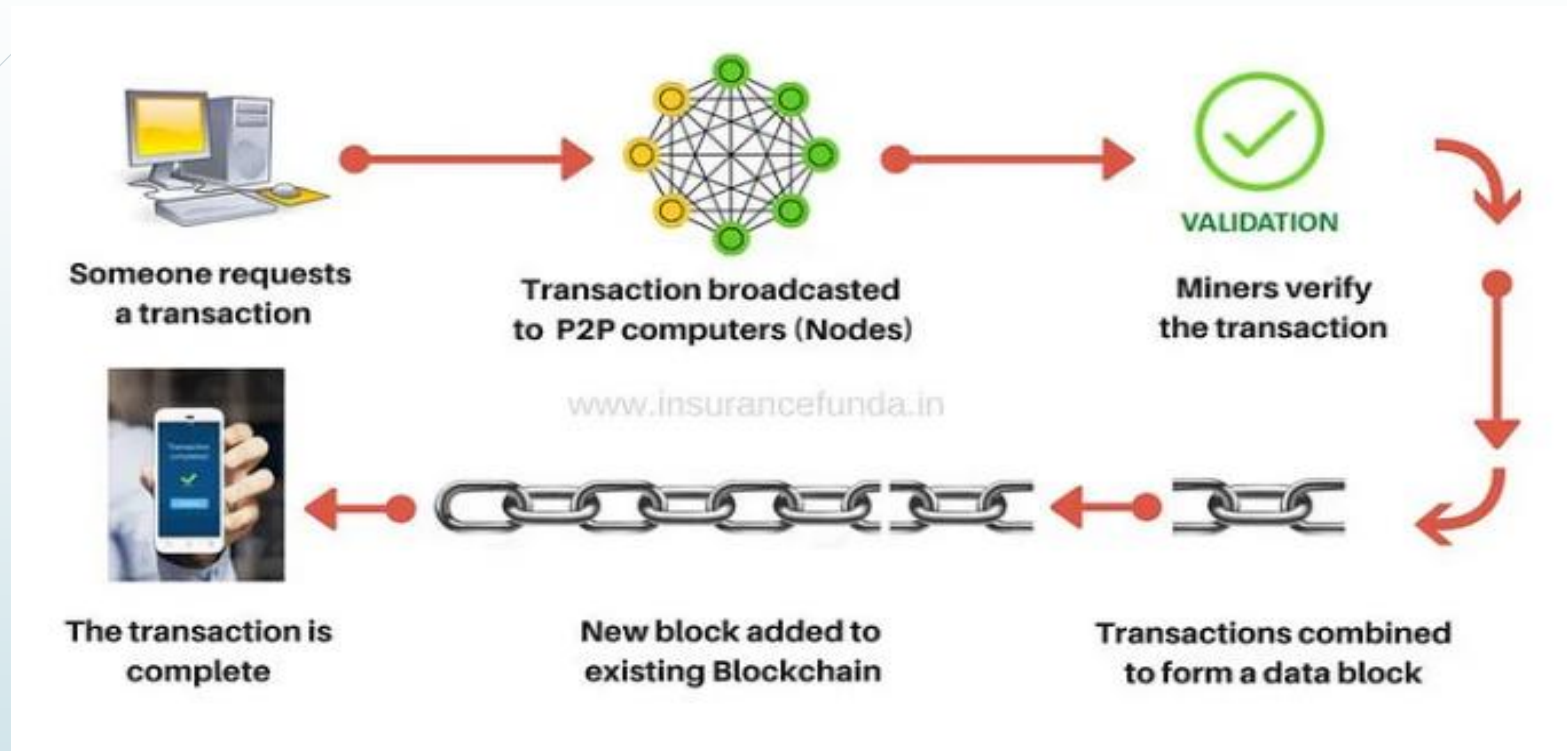 VALIDATION
Someone requests
a transaction
Transaction broadcasted
to P2P computers (Nodes)
Miners verify
the transaction
www.insurancefunda.in
Transaction
The transaction is
complete
New block added to
existing Blockchain
Transactions combined
to form a data block